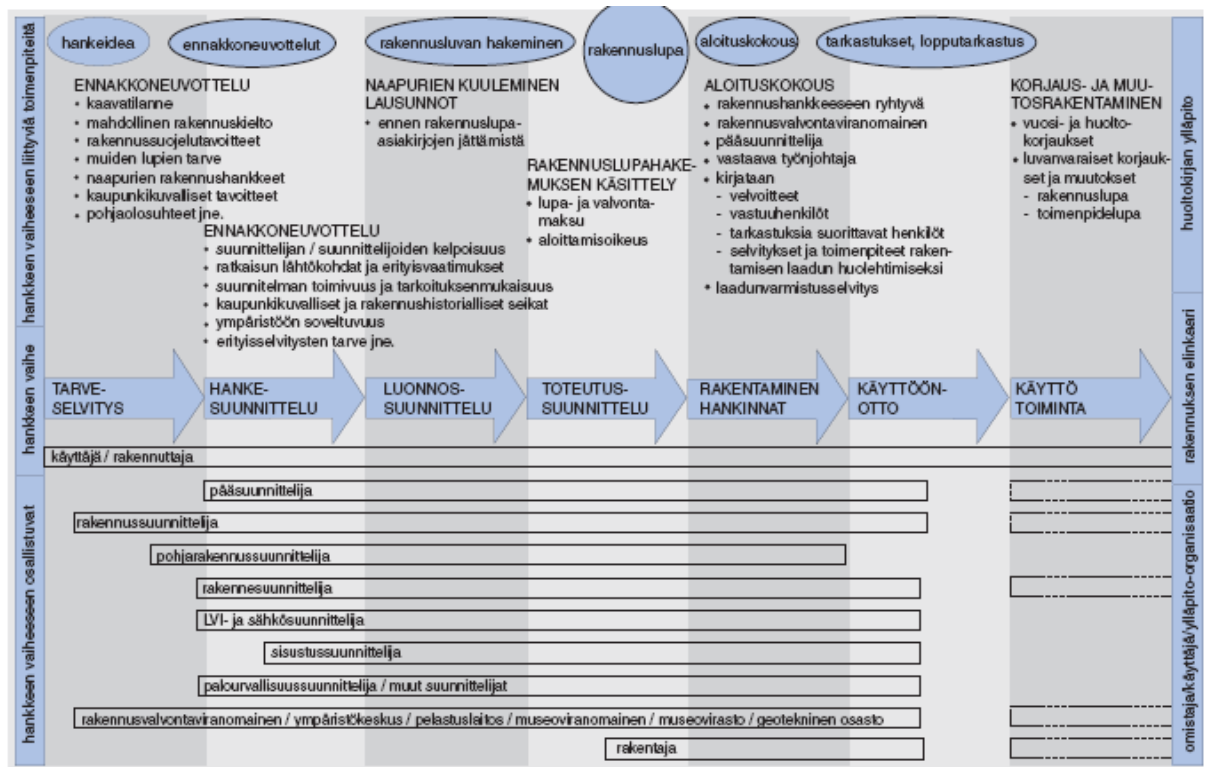 hankeidea
ennakkoneuvottelut
rakennusluvan hakeminen
rakennuslupa
aloituskokous
tarkastukset, lopputarkastus
hankkeen vaiheeseen liittyviä toimenpiteitä
ENNAKKONEUVOTTELU
• kaavatilanne
• mahdollinen rakennuskielto
• rakennussuojelutavoitteet
• muiden lupien tarve
• naapurien rakennushankkeet
• kaupunkikuvalliset tavoitteet
• pohjaolosuhteet jne.
ENNAKKONEUVOTTELU
• suunnittelijan / suunnittelijoiden kelpoisuus
• ratkaisun lähtökohdat ja erityisvaatimukset
• suunnitelman toimivuus ja tarkoituksenmukaisuus
• kaupunkikuvalliset ja rakennushistorialliset seikat
• ympäristöön soveltuvuus
• erityisselvitysten tarve jne.
NAAPURIEN KUULEMINEN
LAUSUNNOT
• ennen rakennuslupa-
asiakirjojen jättämistä
RAKENNUSLUPAHAKE-
MUKSEN KÄSITTELY
• lupa- ja valvonta-
maksu
• aloittamisoikeus
ALOITUSKOKOUS
• rakennushankkeeseen ryhtyvä
• rakennusvalvontaviranomainen
• pääsuunnittelija
• vastaava työnjohtaja
• kirjataan
- velvoitteet
- vastuuhenkilöt
- tarkastuksia suorittavat henkilöt
- selvitykset ja toimenpiteet raken-
tamisen laadun huolehtimiseksi
• laadunvarmistusselvitys
KORJAUS- JA MUU-
TOSRAKENTAMINEN
• vuosi- ja huolto-
korjaukset
• luvanvaraiset korjauk-
set ja muutokset
- rakennuslupa
- toimenpidelupa
huoltokirjan ylläpito
hankkeen vaihe
TARVE-
SELVITYS
HANKE-
SUUNNITTELU
LUONNOS-
SUUNNITTELU
TOTEUTUS-
SUUNNITTELU
RAKENTAMINEN
HANKINNAT
KÄYTTÖÖN-
OTTO
KÄYTTÖ
TOIMINTA
rakennuksen elinkaari
hankkeen vaiheeseen osallistuvat
käyttäjä / rakennuttaja
pääsuunnittelija
rakennussuunnittelija
pohjarakennussuunnittelija
rakennesuunnittelija
LVI- ja sähkösuunnittelija
sisustussuunnittelija
palourvallisuussuunnittelija / muut suunnittelijat
rakennusvalvontaviranomainen / ympäristökeskus / pelastuslaitos / museoviranomainen / museovirasto / geotekninen osasto
rakentaja
omistaja/käyttäjä/ylläpito-organisaatio